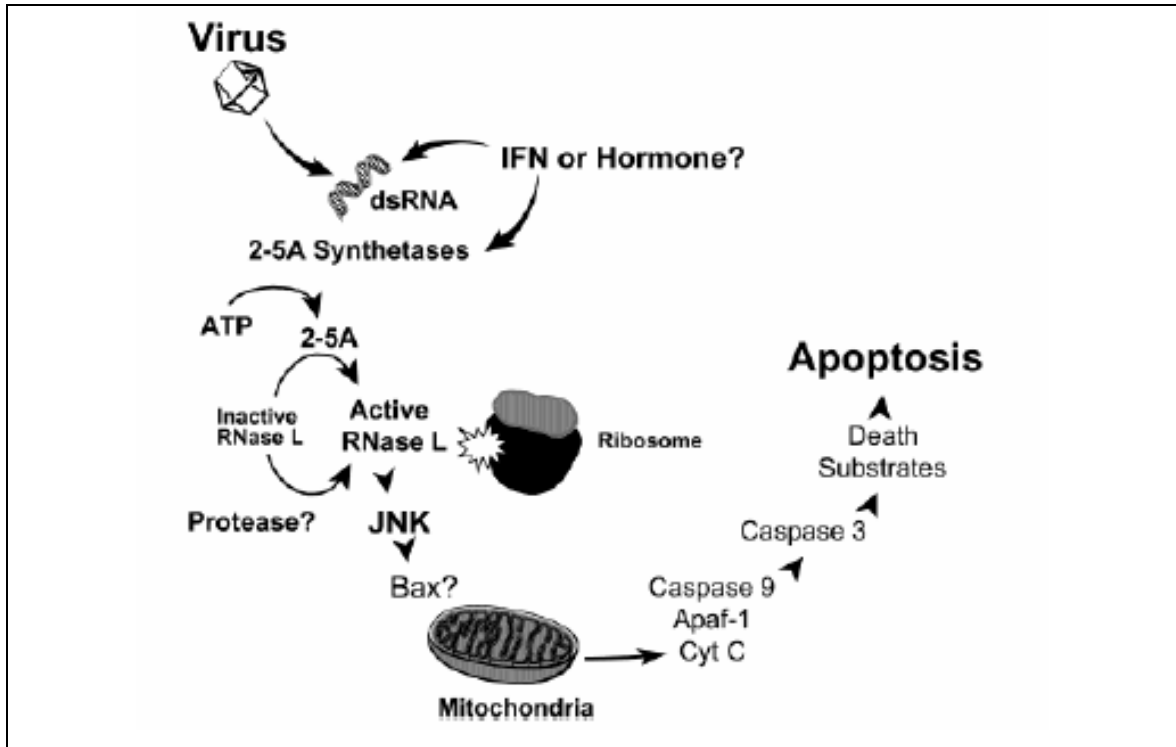 Virus
IFN or Hormone?
dsRNA
2-5A Synthetases
ATP
2-5A
Inactive
RNase L
Active
RNase L
Ribosome
Protease?
JNK
Bax?
Mitochondria
Caspase 9
Apaf-1
Cyt C
Caspase 3
Death
Substrates
Apoptosis